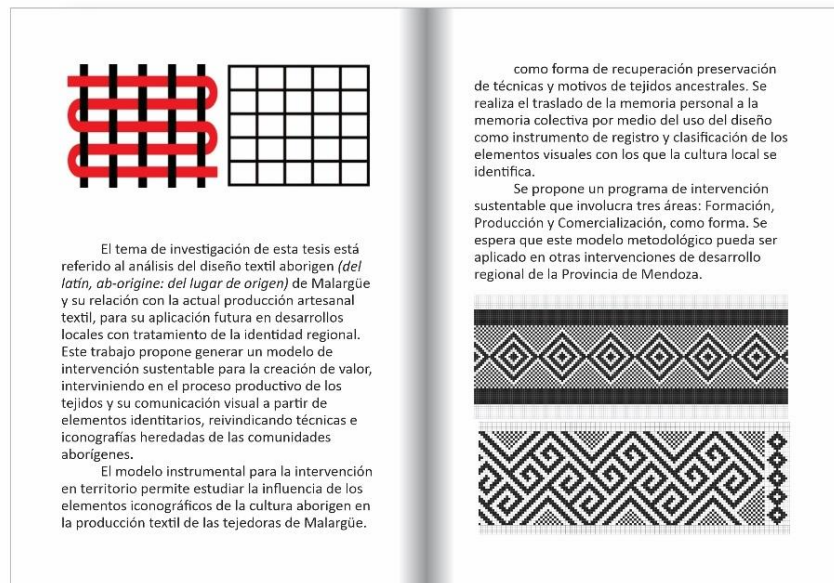 El tema de investigación de esta tesis está
referido al análisis del diseño textil aborigen (del
latín, ab-origine: del lugar de origen) de Malargüe
y su relación con la actual producción artesanal
textil, para su aplicación futura en desarrollos
locales con tratamiento de la identidad regional.
Este trabajo propone generar un modelo de
intervención sustentable para la creación de valor,
interviniendo en el proceso productivo de los
tejidos y su comunicación visual a partir de
elementos identitarios, reivindicando técnicas e
iconografías heredadas de las comunidades
aborígenes.
El modelo instrumental para la intervención
en territorio permite estudiar la influencia de los
elementos iconográficos de la cultura aborigen en
la producción textil de las tejedoras de Malargüe.
como forma de recuperación preservación
de técnicas y motivos de tejidos ancestrales. Se
realiza el traslado de la memoria personal a la
memoria colectiva por medio del uso del diseño
como instrumento de registro y clasificación de los
elementos visuales con los que la cultura local se
identifica.
Se propone un programa de intervención
sustentable que involucra tres áreas: Formación,
Producción y Comercialización, como forma. Se
espera que este modelo metodológico pueda ser
aplicado en otras intervenciones de desarrollo
regional de la Provincia de Mendoza.